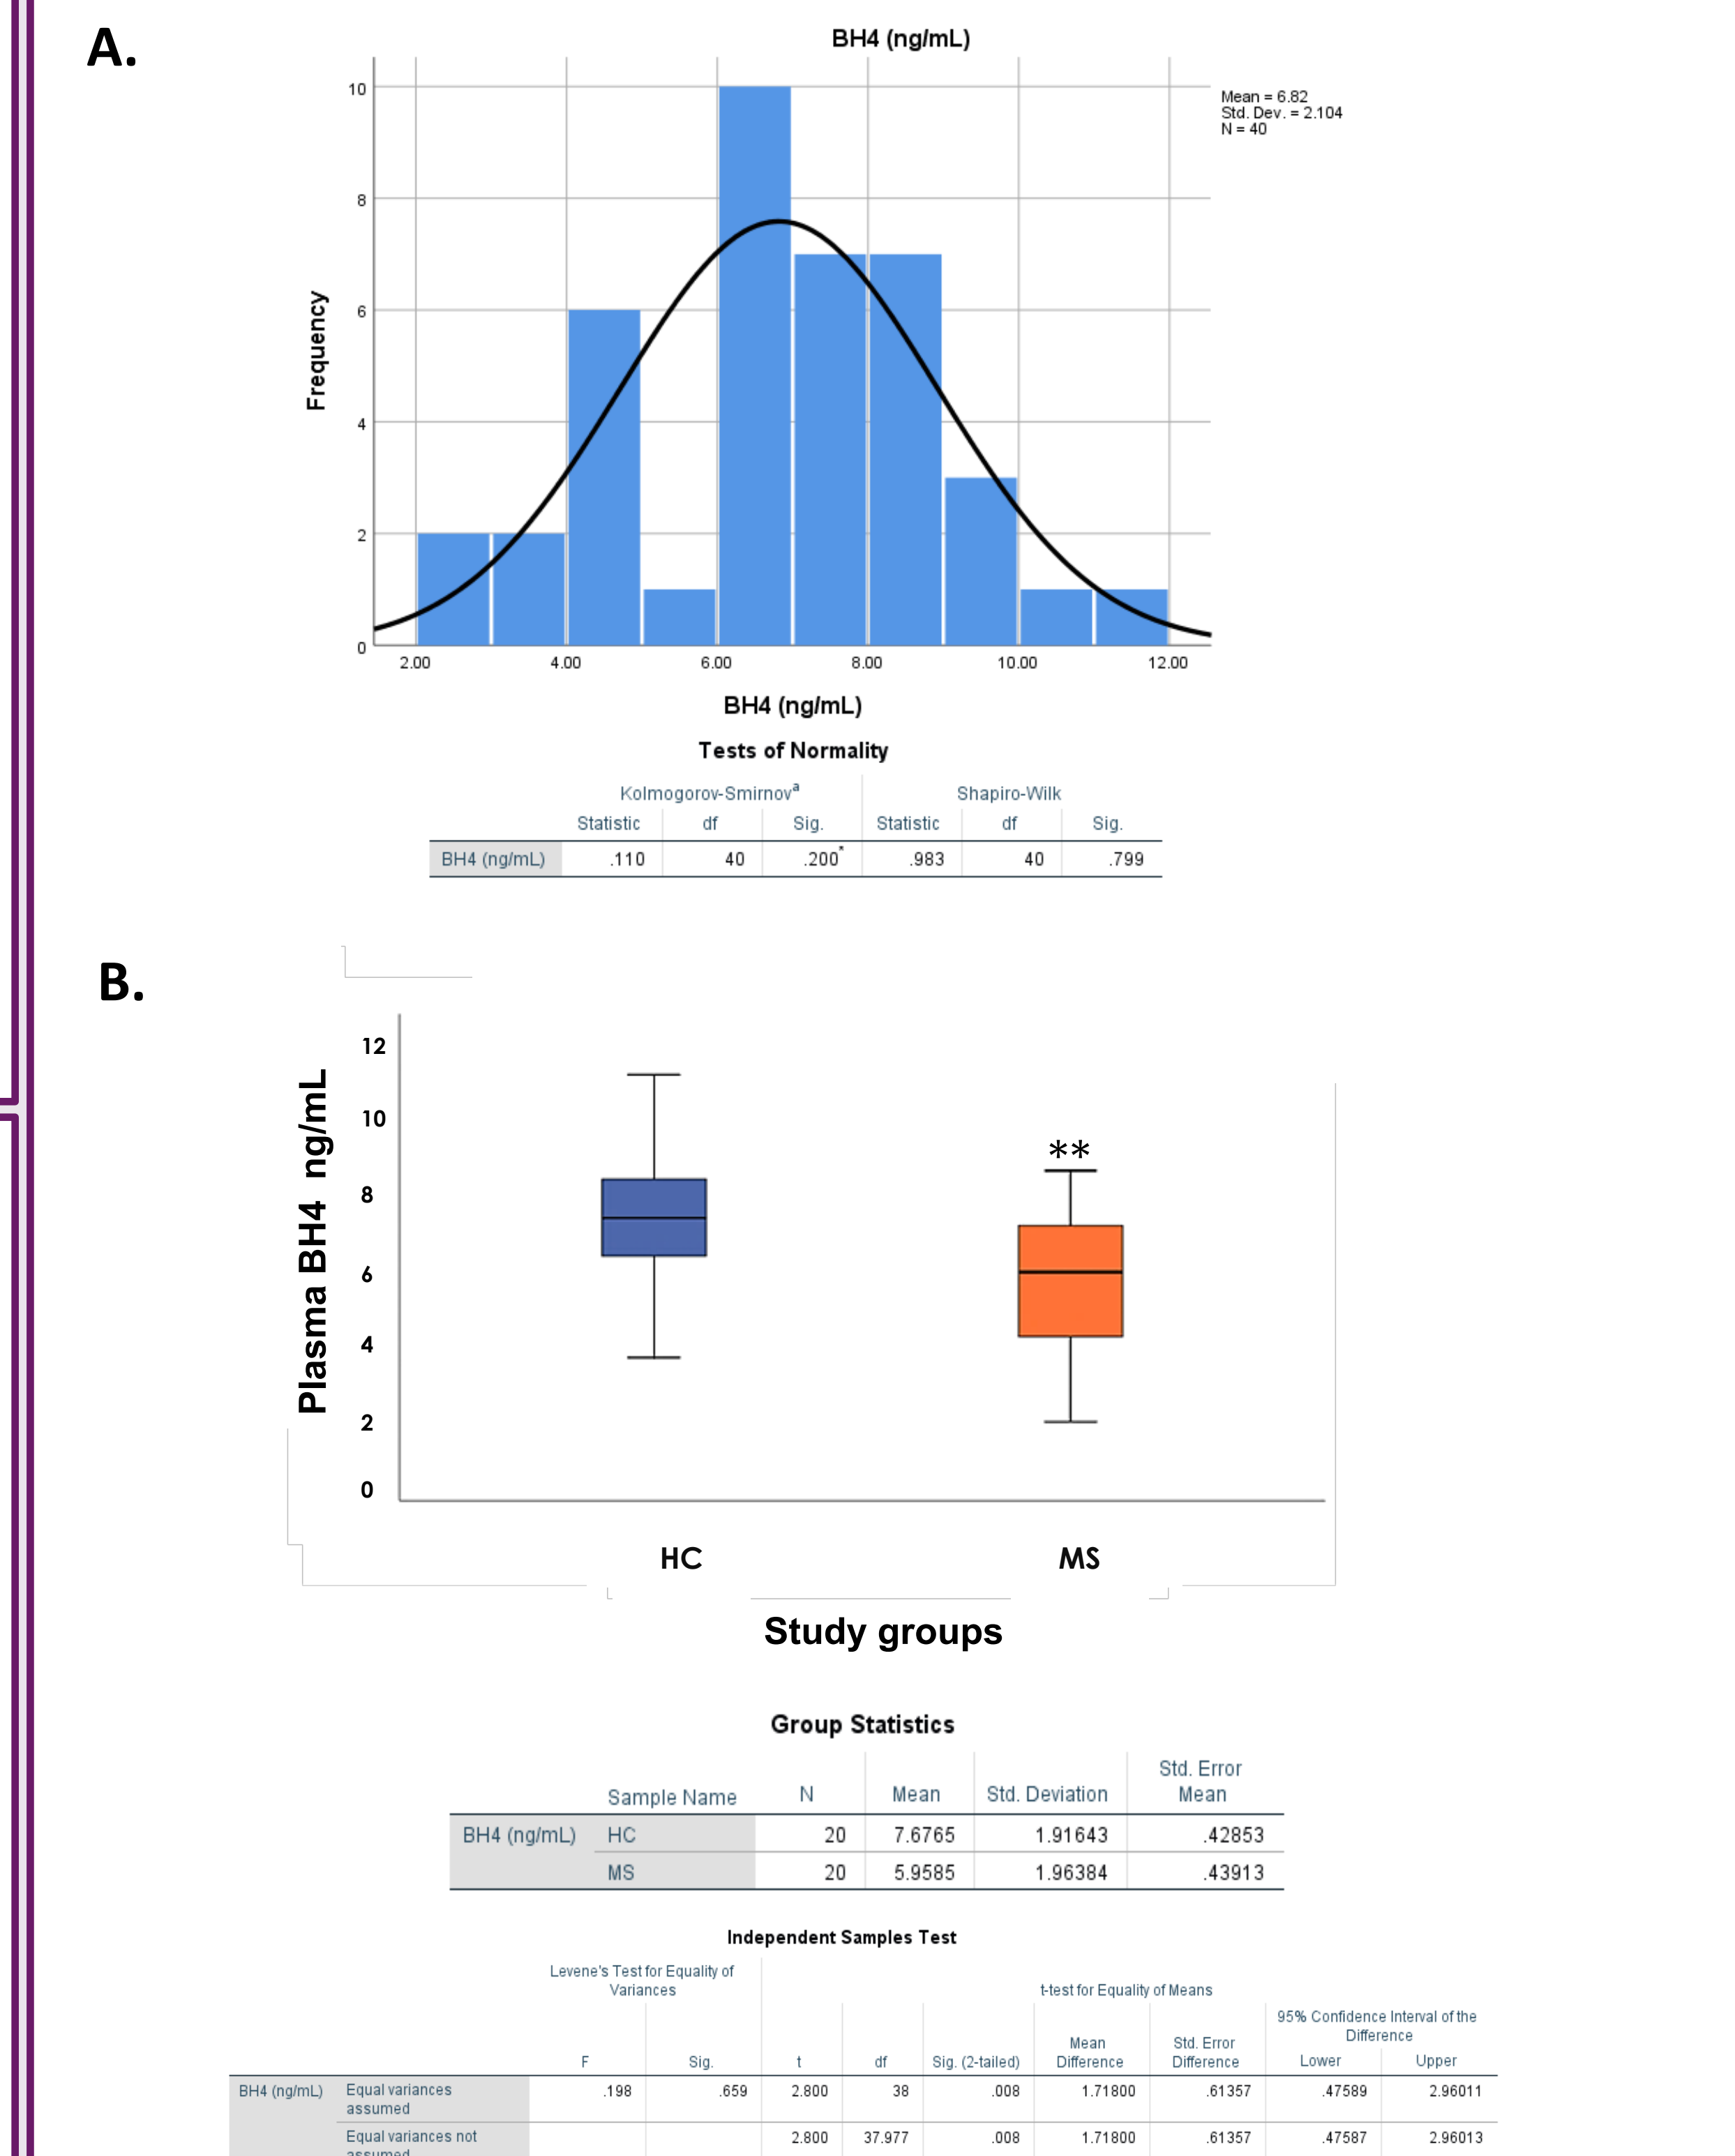 A.
BH4 (ng/mL)
Mean = 6.82
Std. Dev. = 2.104
N = 40
10
8
6
4
2
0
Frequency
2.00 4.00 6.00 8.00 10.00 12.00
BH4 (ng/mL)
Tests of Normality
Kolmogorov-Smirnovᵃ Shapiro-Wilk
Statistic df Sig. Statistic df Sig.
BH4 (ng/mL) .110 40 .200* .983 40 .799
B.
12
10
8
6
4
2
0
Plasma BH4 ng/mL
**
HC MS
Study groups
Group Statistics
Std. Error
Sample Name N Mean Std. Deviation Mean
BH4 (ng/mL) HC 20 7.6765 1.91643 .42853
MS 20 5.9585 1.96384 .43913
Independent Samples Test
Levene's Test for Equality of
Variances
t-test for Equality of Means
95% Confidence Interval of the
Difference
Mean Std. Error
F Sig. t df Sig. (2-tailed) Difference Difference Lower Upper
BH4 (ng/mL) Equal variances .198 .659 2.800 38 .008 1.71800 .61357 .47589 2.96011
assumed
Equal variances not 2.800 37.977 .008 1.71800 .61357 .47587 2.96013
assumed